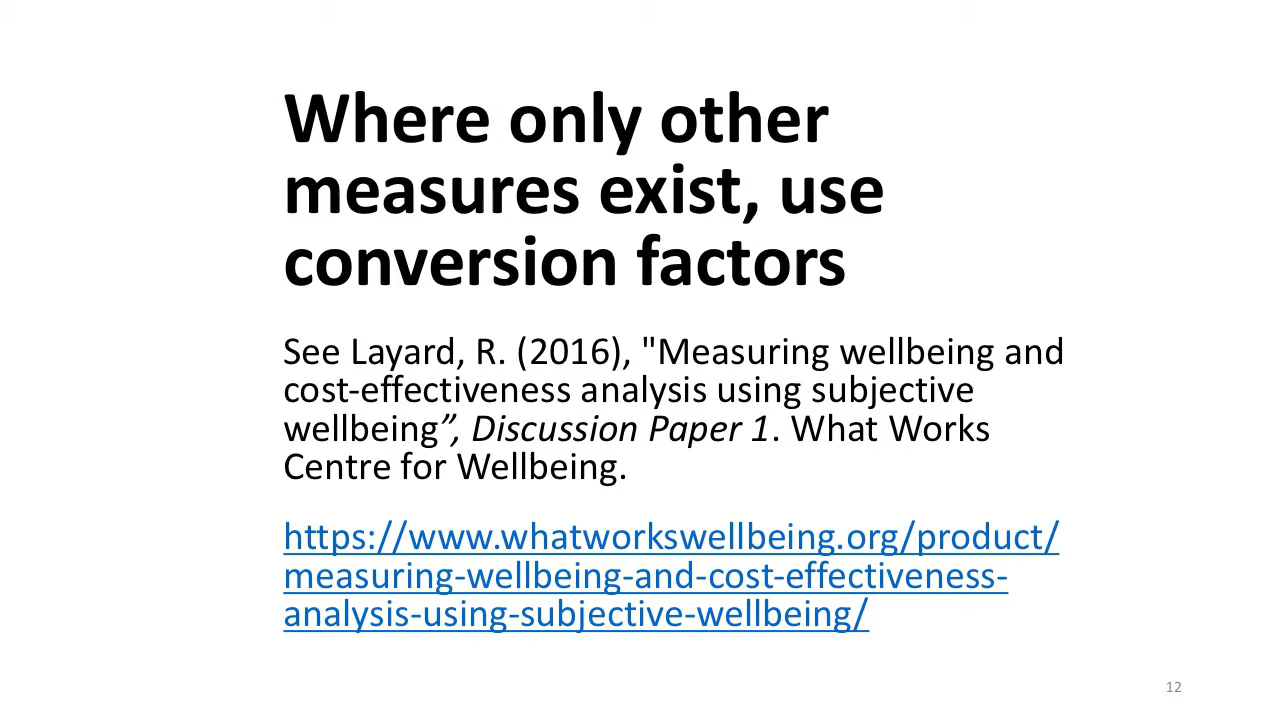 Where only other
measures exist, use
conversion factors
See Layard, R. (2016), "Measuring wellbeing and
cost-effectiveness analysis using subjective
wellbeing”, Discussion Paper 1. What Works
Centre for Wellbeing.
https://www.whatworkswellbeing.org/product/
measuring-wellbeing-and-cost-effectiveness-
analysis-using-subjective-wellbeing/
12